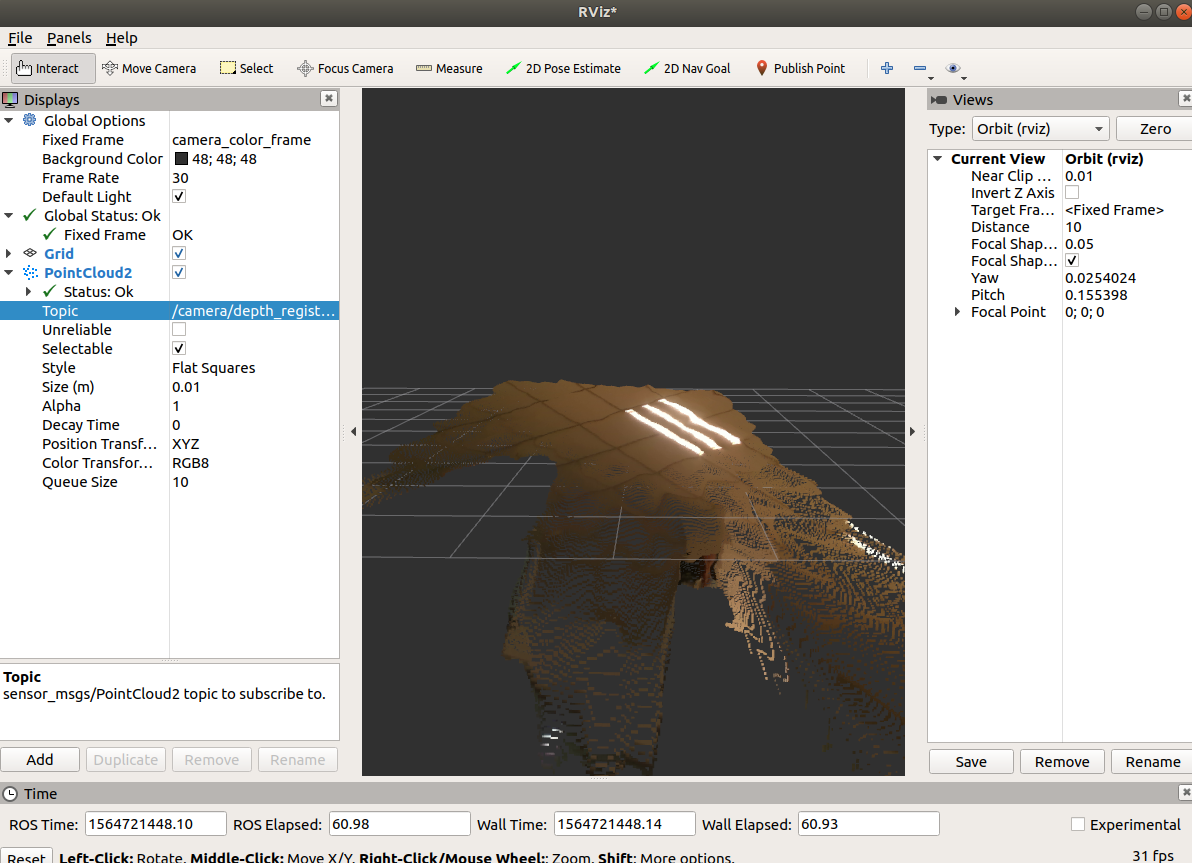 RViz*
File Panels Help
Interact Move Camera Select Focus Camera Measure 2D Pose Estimate 2D Nav Goal Publish Point
Displays
Global Options
Fixed Frame camera_color_frame
Background Color 48; 48; 48
Frame Rate 30
Default Light
Global Status: Ok
Fixed Frame OK
Grid
PointCloud2
Status: Ok
Topic /camera/depth_regist...
Unreliable
Selectable
Style Flat Squares
Size (m) 0.01
Alpha 1
Decay Time 0
Position Transf... XYZ
Color Transfor... RGB8
Queue Size 10
Topic
sensor_msgs/PointCloud2 topic to subscribe to.
Add Duplicate Remove Rename
Views
Type: Orbit (rviz) Zero
Current View Orbit (rviz)
Near Clip ... 0.01
Invert Z Axis
Target Fra... <Fixed Frame>
Distance 10
Focal Shap... 0.05
Focal Shap...
Yaw 0.0254024
Pitch 0.155398
Focal Point 0; 0; 0
Save Remove Rename
Time
ROS Time: 1564721448.10 ROS Elapsed: 60.98 Wall Time: 1564721448.14 Wall Elapsed: 60.93 Experimental
Reset Left-Click: Rotate. Middle-Click: Move X/Y. Right-Click/Mouse Wheel:: Zoom. Shift: More options. 31 fps